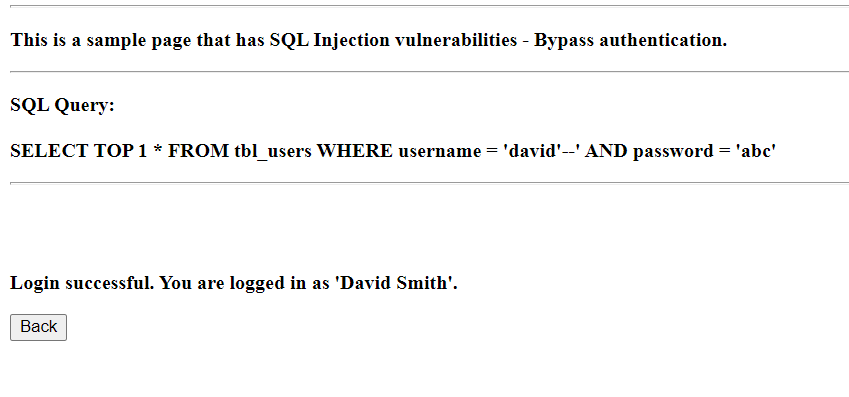 This is a sample page that has SQL Injection vulnerabilities - Bypass authentication.
SQL Query:
SELECT TOP 1 * FROM tbl_users WHERE username = 'david'--' AND password = 'abc'
Login successful. You are logged in as 'David Smith'.
Back